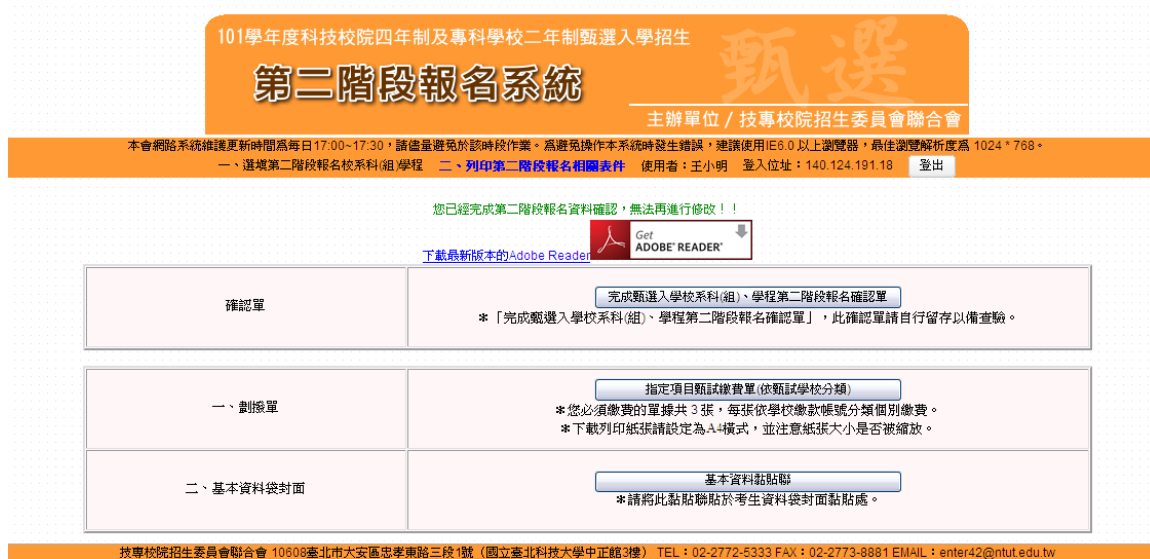 101學年度科技校院四年制及專科學校二年制甄選入學招生
甄選
第二階段報名系統
主辦單位 / 技專校院招生委員會聯合會
本會網路系統維護更新時間為每日17:00~17:30，請儘量避免於該時段作業。為避免操作本系統時發生錯誤，建議使用IE6.0 以上瀏覽器，最佳瀏覽解析度為 1024 * 768。
一、選填第二階段報名校系科(組)學程 二、列印第二階段報名相關表件 使用者：王小明 登入位址：140.124.191.18 登出
您已經完成第二階段報名資料確認，無法再進行修改！！
Get
ADOBE® READER®
下載最新版本的Adobe Reader
確認單
完成甄選入學校系科(組)、學程第二階段報名確認單
＊「完成甄選入學校系科(組)、學程第二階段報名確認單」，此確認單請自行留存以備查驗。
一、劃撥單
指定項目甄試繳費單(依甄試學校分類)
＊您必須繳費的單據共 3 張，每張依學校繳款帳號分類個別繳費。
＊下載列印紙張請設定為A4橫式，並注意紙張大小是否被縮放。
二、基本資料袋封面
基本資料黏貼聯
＊請將此黏貼聯貼於考生資料袋封面黏貼處。
技專校院招生委員會聯合會 10608臺北市大安區忠孝東路三段1號（國立臺北科技大學中正館3樓） TEL：02-2772-5333 FAX：02-2773-8881 EMAIL：enter42@ntut.edu.tw